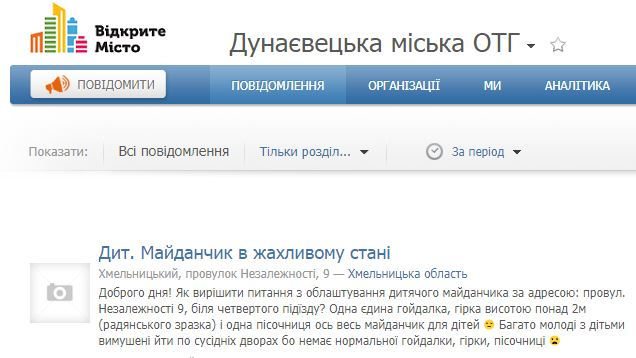 Відкрите
Місто
Дунаєвецька міська ОТГ
ПОВІДОМИТИ
ПОВІДОМЛЕННЯ
ОРГАНІЗАЦІЇ
МИ
АНАЛІТИКА
Показати:
Всі повідомлення
Тільки розділ...
За період
Дит. Майданчик в жахливому стані
Хмельницький, провулок Незалежності, 9 — Хмельницька область
Доброго дня! Як вирішити питання з облаштування дитячого майданчика за адресою: провул.
Незалежності 9, біля четвертого підїзду? Одна єдина гойдалка, гірка висотою понад 2м
(радянського зразка) і одна пісочниця ось весь майданчик для дітей 😒 Багато молоді з дітьми
вимушені йти по сусідніх дворах бо немає нормальної гойдалки, гірки, пісочниці 😦